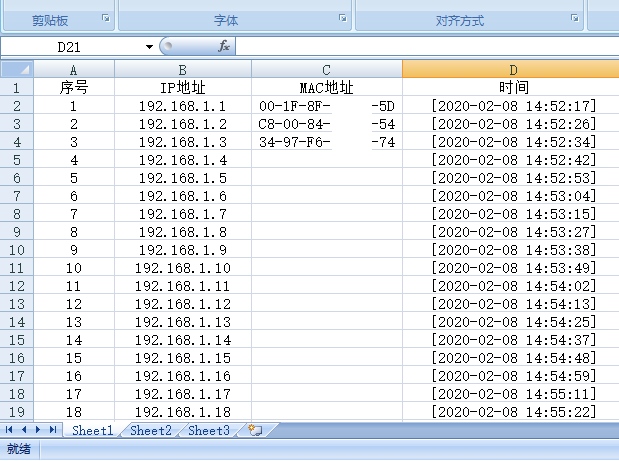 剪贴板 字体 对齐方式
D21 fx
A B C D
1 序号 IP地址 MAC地址 时间
2 1 192.168.1.1 00-1F-8F- -5D [2020-02-08 14:52:17]
3 2 192.168.1.2 C8-00-84- -54 [2020-02-08 14:52:26]
4 3 192.168.1.3 34-97-F6- -74 [2020-02-08 14:52:34]
5 4 192.168.1.4 [2020-02-08 14:52:42]
6 5 192.168.1.5 [2020-02-08 14:52:53]
7 6 192.168.1.6 [2020-02-08 14:53:04]
8 7 192.168.1.7 [2020-02-08 14:53:15]
9 8 192.168.1.8 [2020-02-08 14:53:27]
10 9 192.168.1.9 [2020-02-08 14:53:38]
11 10 192.168.1.10 [2020-02-08 14:53:49]
12 11 192.168.1.11 [2020-02-08 14:54:02]
13 12 192.168.1.12 [2020-02-08 14:54:13]
14 13 192.168.1.13 [2020-02-08 14:54:25]
15 14 192.168.1.14 [2020-02-08 14:54:37]
16 15 192.168.1.15 [2020-02-08 14:54:48]
17 16 192.168.1.16 [2020-02-08 14:54:59]
18 17 192.168.1.17 [2020-02-08 14:55:11]
19 18 192.168.1.18 [2020-02-08 14:55:22]
Sheet1 Sheet2 Sheet3
就绪